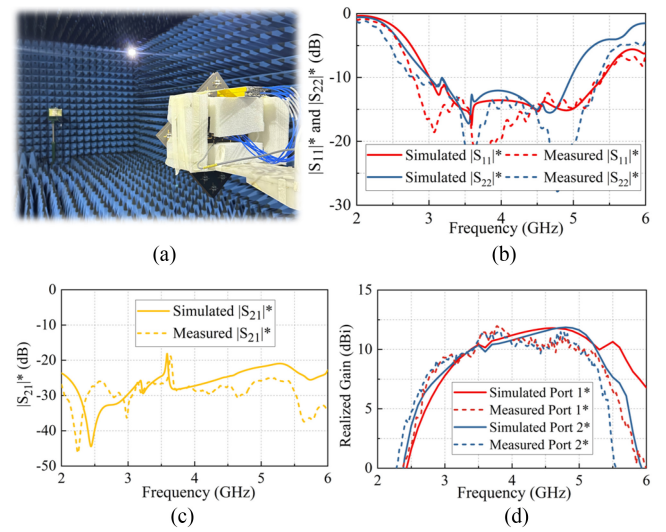 (a)
0
-10
-20
-30
|S11|* and |S22|* (dB)
Simulated |S11|* Measured |S11|*
Simulated |S22|* Measured |S22|*
2 3 4 5 6
Frequency (GHz)
(b)
0
-10
-20
-30
-40
-50
|S21|* (dB)
Simulated |S21|*
Measured |S21|*
2 3 4 5 6
Frequency (GHz)
(c)
15
10
5
0
Realized Gain (dBi)
Simulated Port 1*
Measured Port 1*
Simulated Port 2*
Measured Port 2*
2 3 4 5 6
Frequency (GHz)
(d)